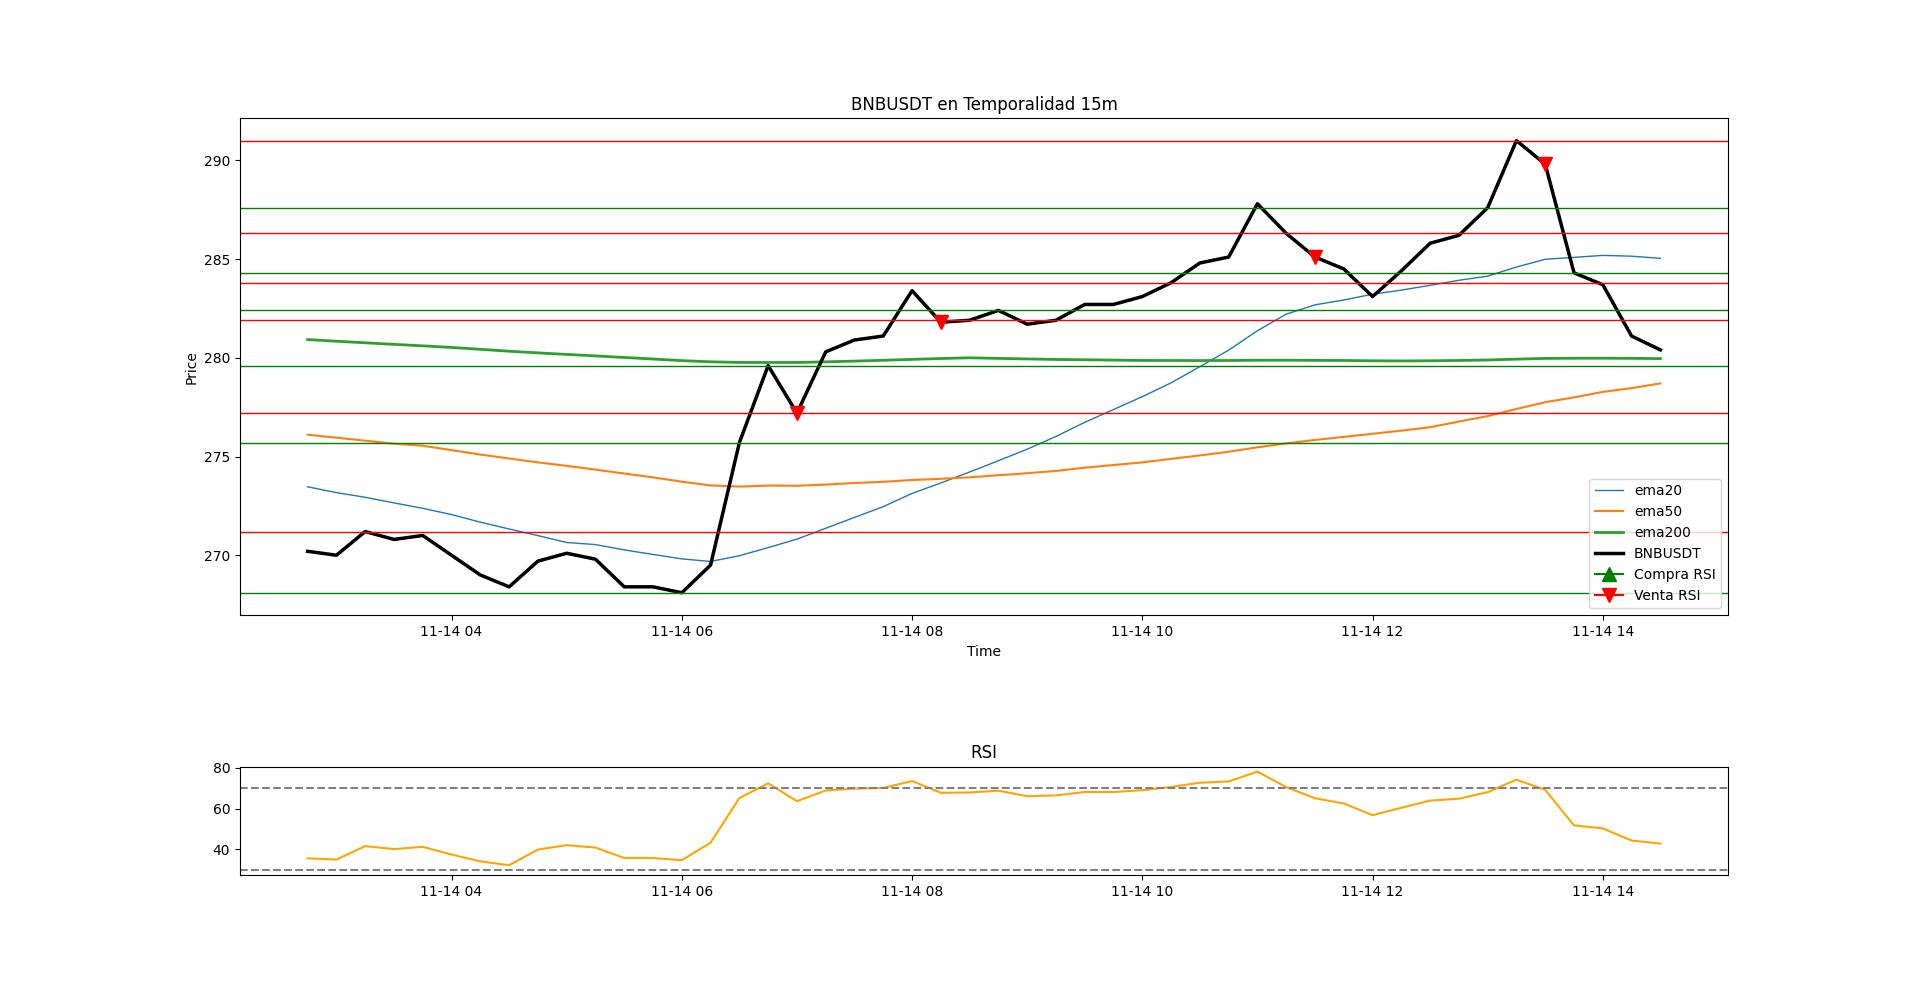 BNBUSDT en Temporalidad 15m
290
285
280
275
270
Price
ema20
ema50
ema200
BNBUSDT
Compra RSI
Venta RSI
11-14 04
11-14 06
11-14 08
11-14 10
11-14 12
11-14 14
Time
RSI
80
60
40
11-14 04
11-14 06
11-14 08
11-14 10
11-14 12
11-14 14